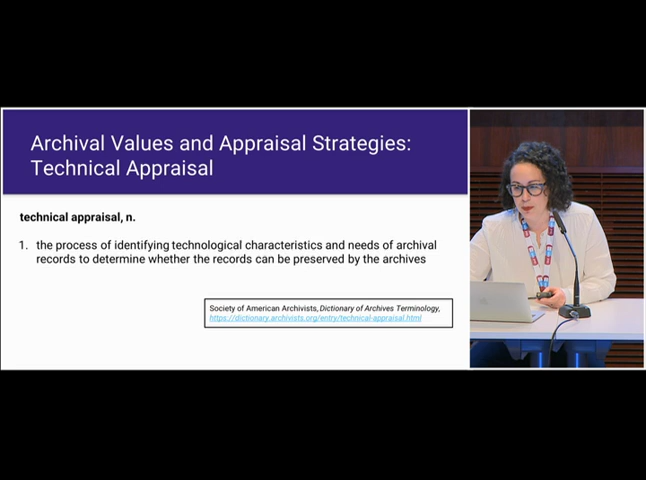 Archival Values and Appraisal Strategies:
Technical Appraisal
technical appraisal, n.
1. the process of identifying technological characteristics and needs of archival
records to determine whether the records can be preserved by the archives
Society of American Archivists, Dictionary of Archives Terminology,
https://dictionary.archivists.org/entry/technical-appraisal.html